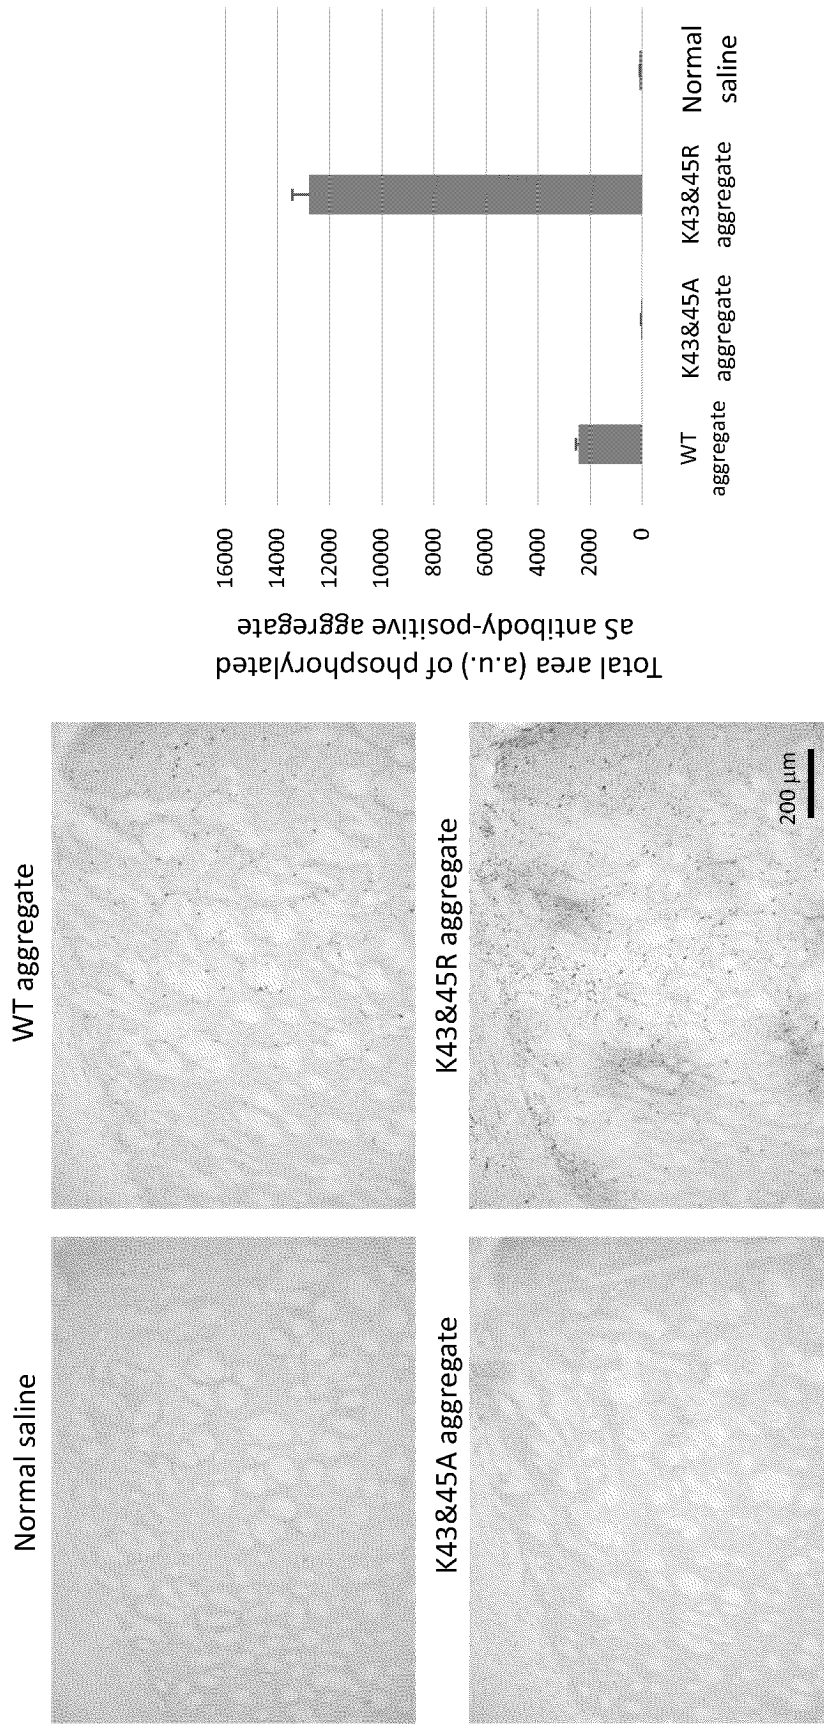 Normal saline
WT aggregate
K43&45A aggregate
K43&45R aggregate
200 μm
Total area (a.u.) of phosphorylated
aS antibody-positive aggregate
16000
14000
12000
10000
8000
6000
4000
2000
0
WT
aggregate
K43&45A
aggregate
K43&45R
aggregate
Normal
saline